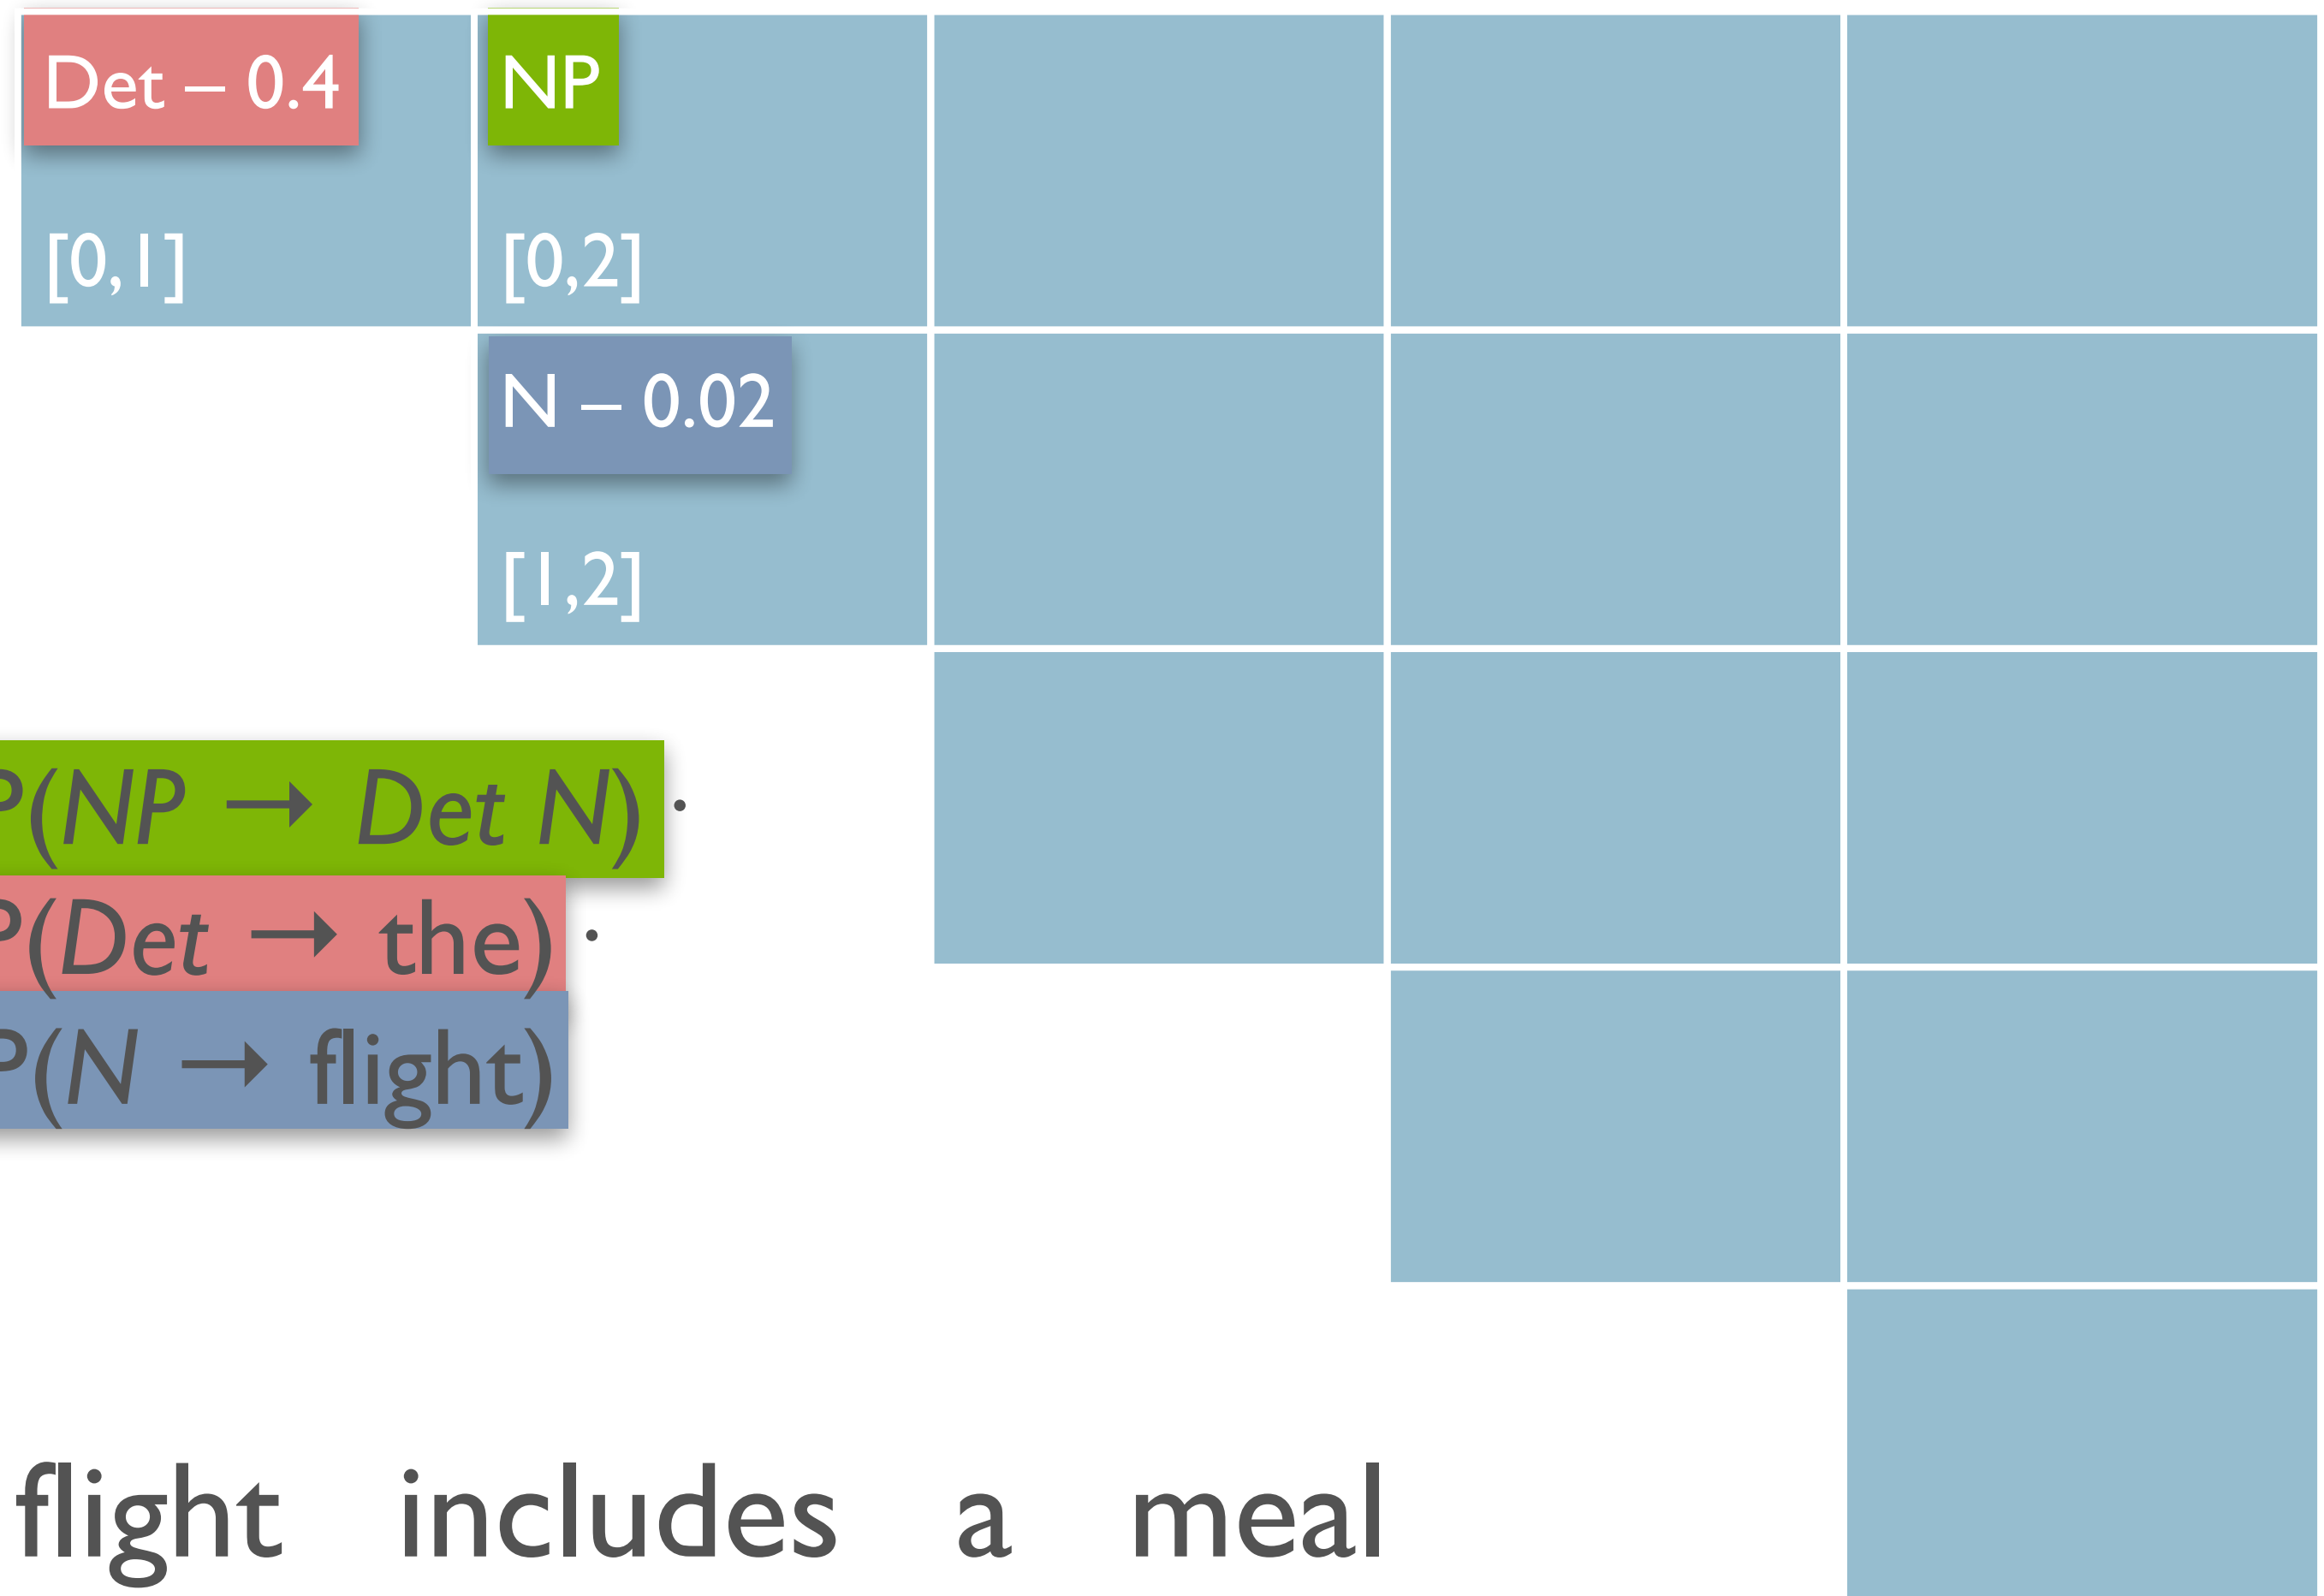 Det – 0.4 NP
[0,1] [0,2]
N – 0.02
[1,2]
P(NP → Det N) ·
P(Det → the) ·
P(N → flight)
flight includes a meal